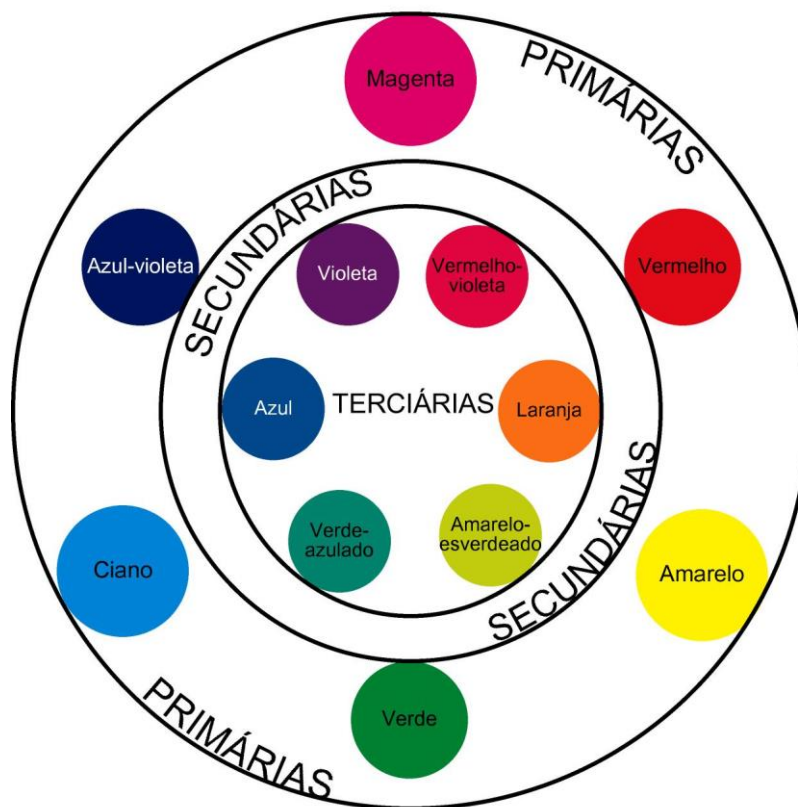 Magenta
PRIMÁRIAS
SECUNDÁRIAS
Azul-violeta
Violeta
Vermelho-
violeta
Vermelho
Azul
TERCIÁRIAS
Laranja
Verde-
azulado
Amarelo-
esverdeado
Ciano
SECUNDÁRIAS
Amarelo
PRIMÁRIAS
Verde